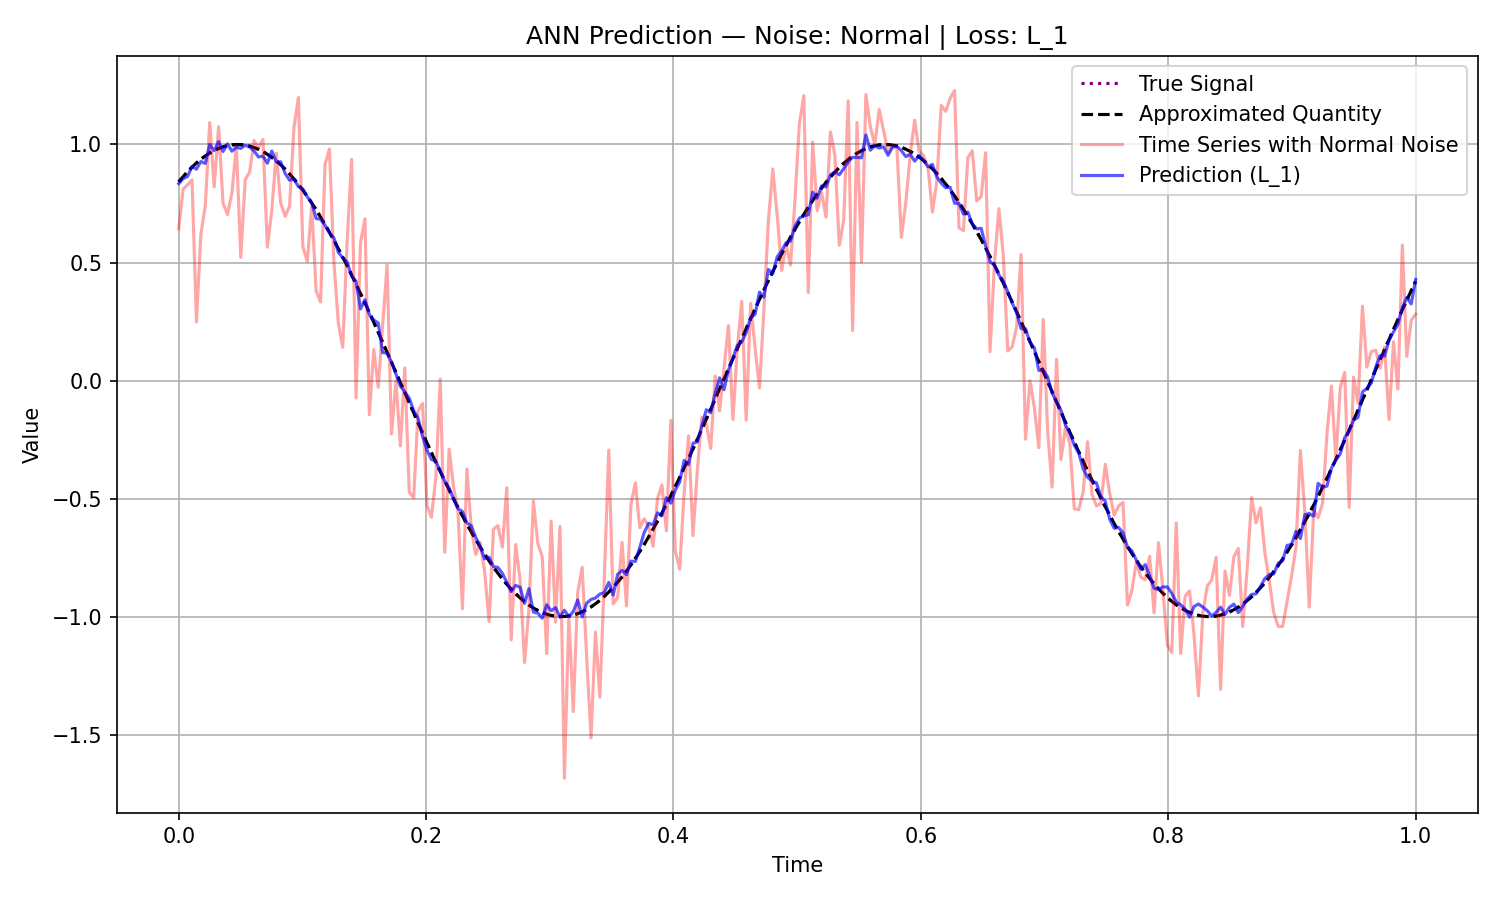 ANN Prediction — Noise: Normal | Loss: L_1
True Signal
Approximated Quantity
Time Series with Normal Noise
Prediction (L_1)
1.0
0.5
0.0
−0.5
−1.0
−1.5
Value
0.0 0.2 0.4 0.6 0.8 1.0
Time